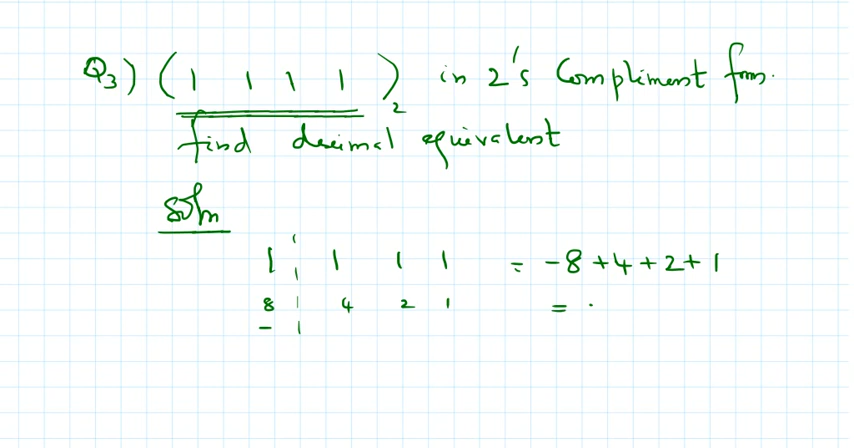 Q3) (1 1 1 1)2 in 2's Compliment form.
find decimal equivalent
Soln
1 1 1 1 = -8+4+2+1
8 4 2 1 =
-